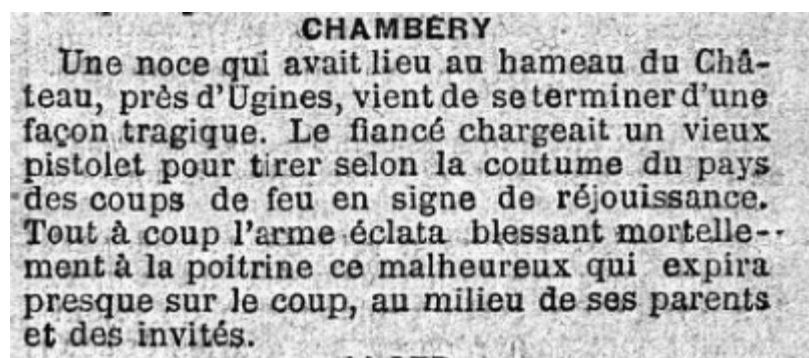 CHAMBÉRY
Une noce qui avait lieu au hameau du Châ-
teau, près d'Ugines, vient de se terminer d'une
façon tragique. Le fiancé chargeait un vieux
pistolet pour tirer selon la coutume du pays
des coups de feu en signe de réjouissance.
Tout à coup l'arme éclata blessant mortelle-
ment à la poitrine ce malheureux qui expira
presque sur le coup, au milieu de ses parents
et des invités.